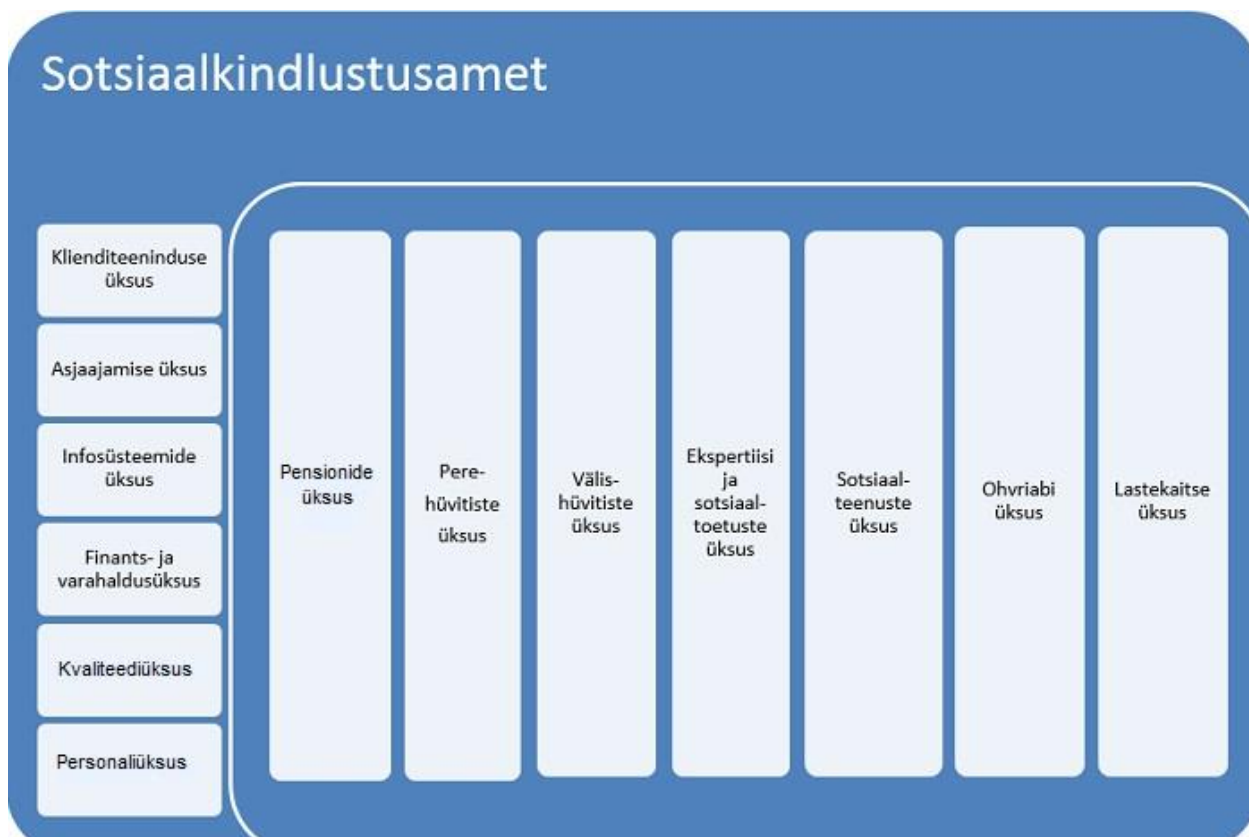 Sotsiaalkindlustusamet
Klienditeeninduse
üksus
Asjaajamise üksus
Infosüsteemide
üksus
Finants- ja
varahaldusüksus
Kvaliteediüksus
Personaliüksus
Pensionide
üksus
Pere-
hüvitiste
üksus
Välis-
hüvitiste
üksus
Ekspertiisi
ja
sotsiaal-
toetuste
üksus
Sotsiaal-
teenuste
üksus
Ohvriabi
üksus
Lastekaitse
üksus